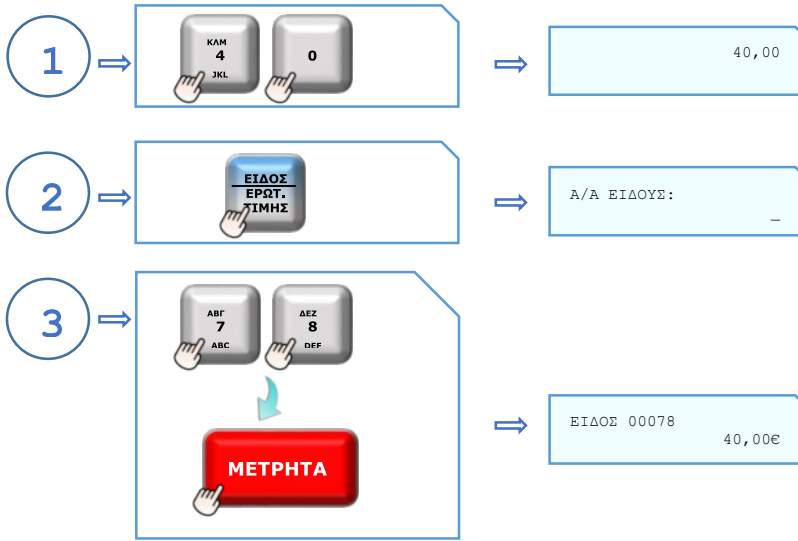 1
ΚΛΜ
4
JKL
0
40,00
2
ΕΙΔΟΣ
ΕΡΩΤ.
ΤΙΜΗΣ
Α/Α ΕΙΔΟΥΣ:
_
3
ΑΒΓ
7
ABC
ΔΕΖ
8
DEF
ΜΕΤΡΗΤΑ
ΕΙΔΟΣ 00078
40,00€